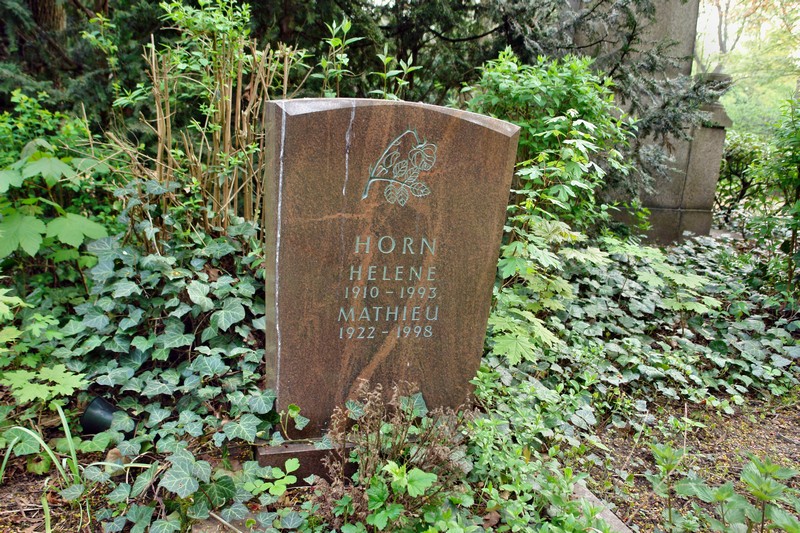 HORN
HELENE
1910 - 1993
MATHIEU
1922 - 1998